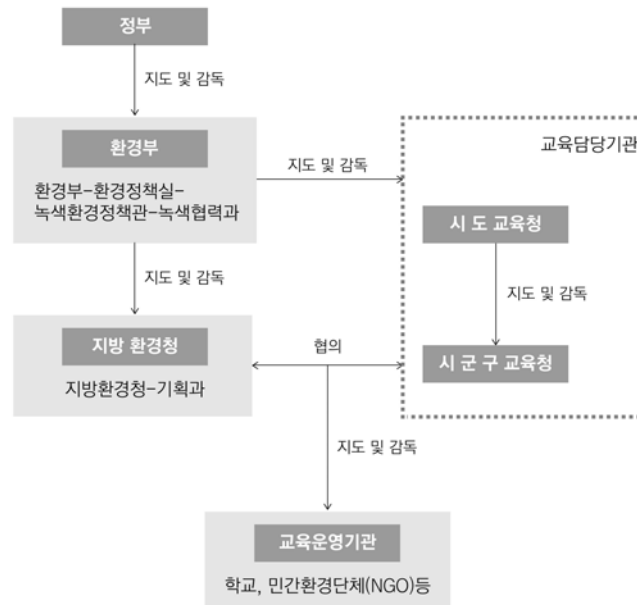 정부
지도 및 감독
환경부
환경부-환경정책실-
녹색환경정책관-녹색협력과
지도 및 감독
교육담당기관
시 도 교육청
지도 및 감독
시 군 구 교육청
지도 및 감독
지방 환경청
지방환경청-기획과
협의
지도 및 감독
교육운영기관
학교, 민간환경단체(NGO)등